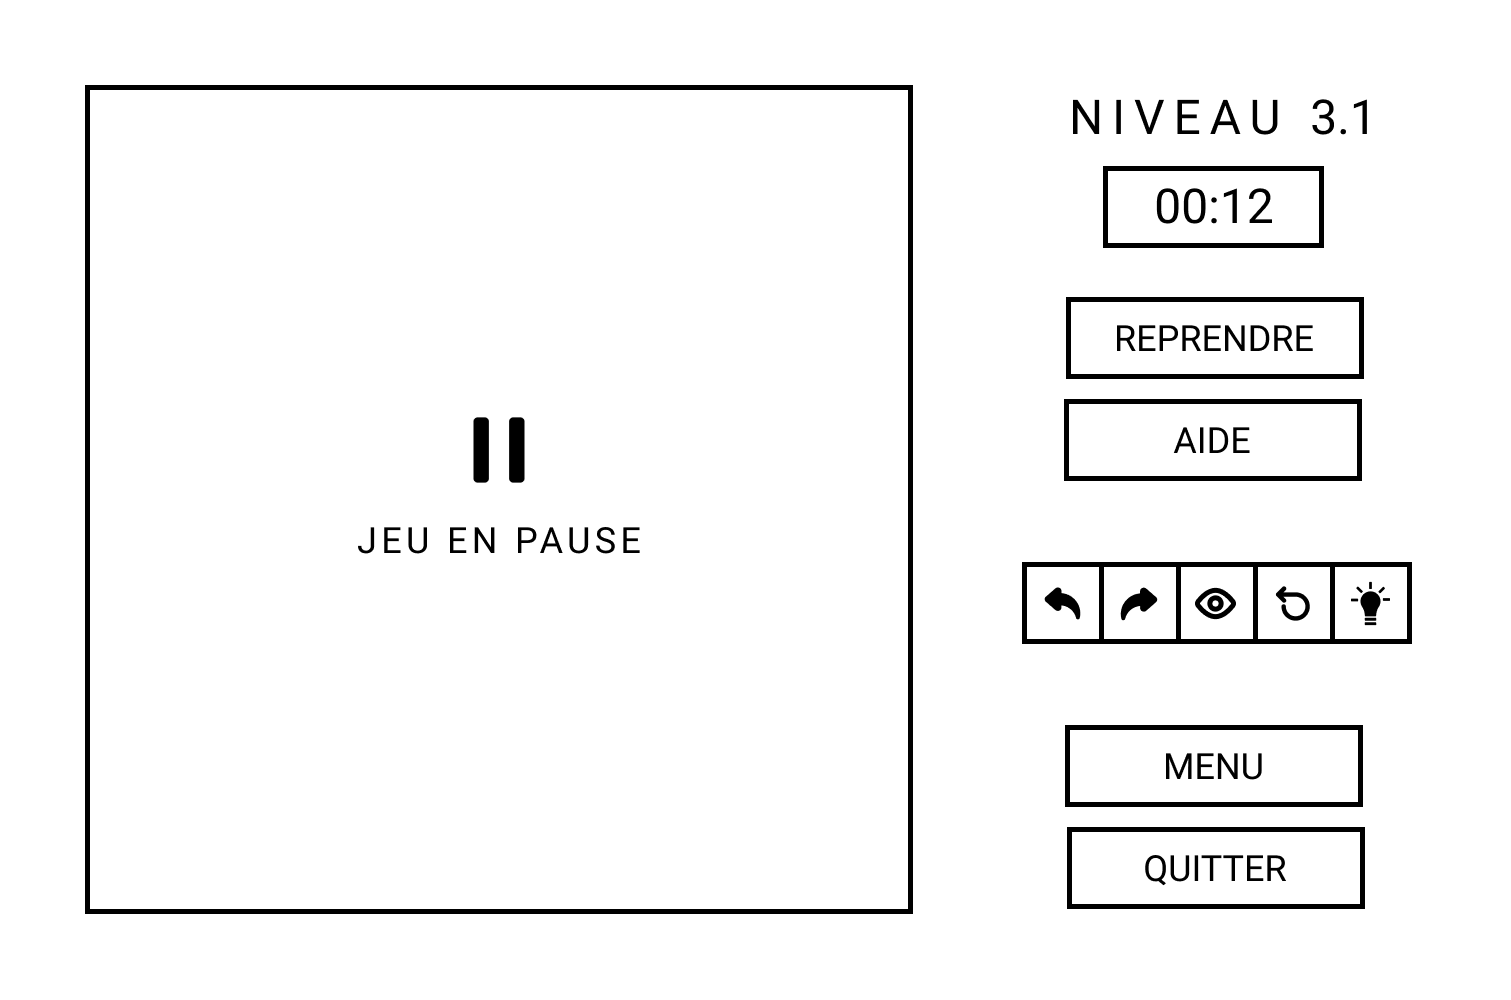 NIVEAU 3.1
00:12
REPRENDRE
AIDE
JEU EN PAUSE
MENU
QUITTER